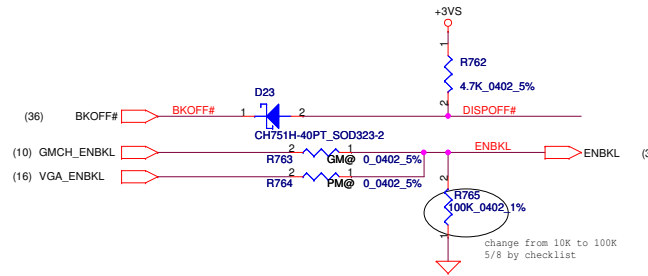 +3VS
1
R762
4.7K_0402_5%
2
D23
(36) BKOFF# BKOFF# 1 2 DISPOFF#
CH751H-40PT_SOD323-2
(10) GMCH_ENBKL 2 1 ENBKL ENBKL (3
R763 GM@ 0_0402_5%
(16) VGA_ENBKL 2 1
R764 PM@ 0_0402_5%
2
R765
100K_0402_1%
1
change from 10K to 100K
5/8 by checklist